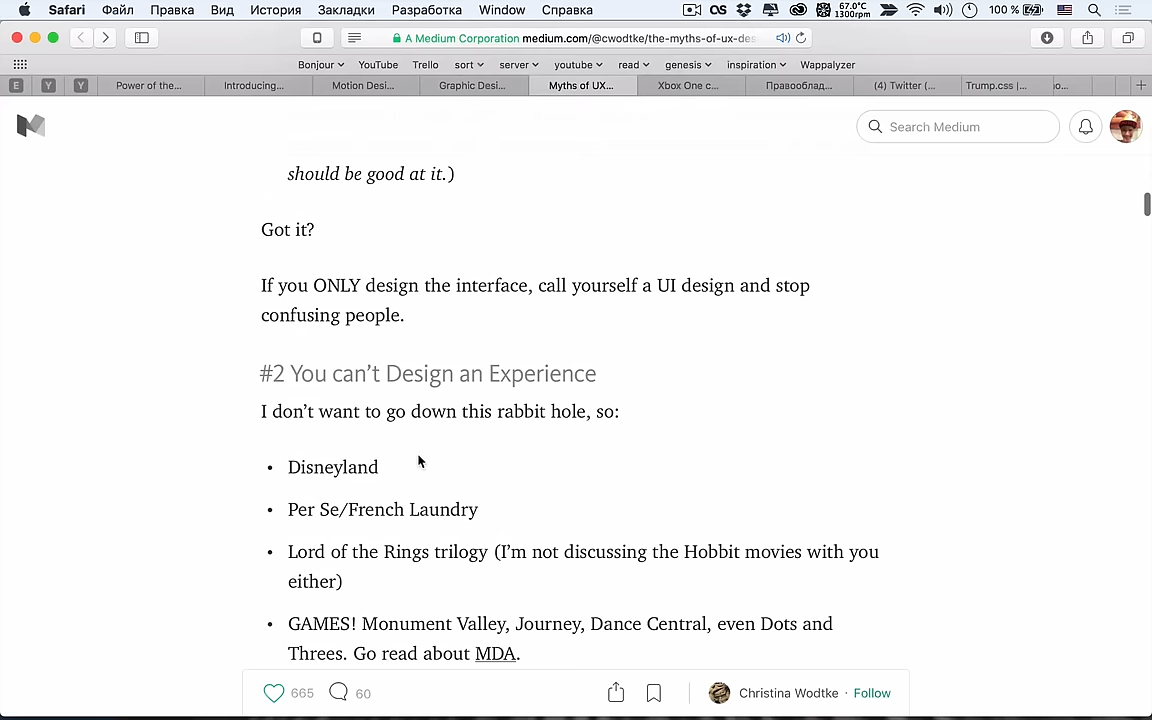 Safari Файл Правка Вид История Закладки Разработка Window Справка 67.0°C 1300rpm 100 %
A Medium Corporation medium.com/@cwodtke/the-myths-of-ux-des
Bonjour YouTube Trello sort server youtube read genesis inspiration Wappalyzer
E Y Y Power of the... Introducing... Motion Desi... Graphic Desi... Myths of UX... Xbox One c... Правооблад... (4) Twitter (... Trump.css |...
Search Medium
should be good at it.)
Got it?
If you ONLY design the interface, call yourself a UI design and stop
confusing people.
#2 You can’t Design an Experience
I don’t want to go down this rabbit hole, so:
• Disneyland
• Per Se/French Laundry
• Lord of the Rings trilogy (I’m not discussing the Hobbit movies with you
either)
• GAMES! Monument Valley, Journey, Dance Central, even Dots and
Threes. Go read about MDA.
665 60 Christina Wodtke · Follow